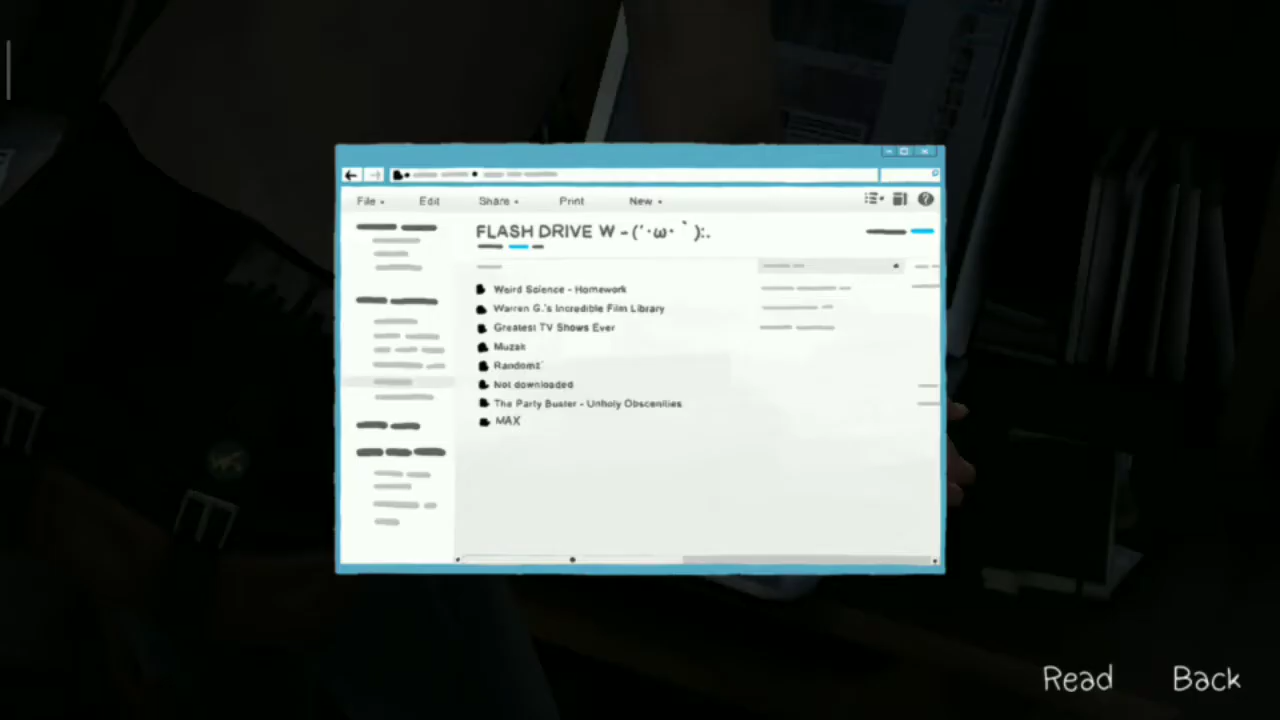 File Edit Share Print New
FLASH DRIVE W - (´･ω･`):.
Weird Science - Homework
Warren G.'s Incredible Film Library
Greatest TV Shows Ever
Muzak
Randomz'
Not downloaded
The Party Buster - Unholy Obscenities
MAX
Read Back